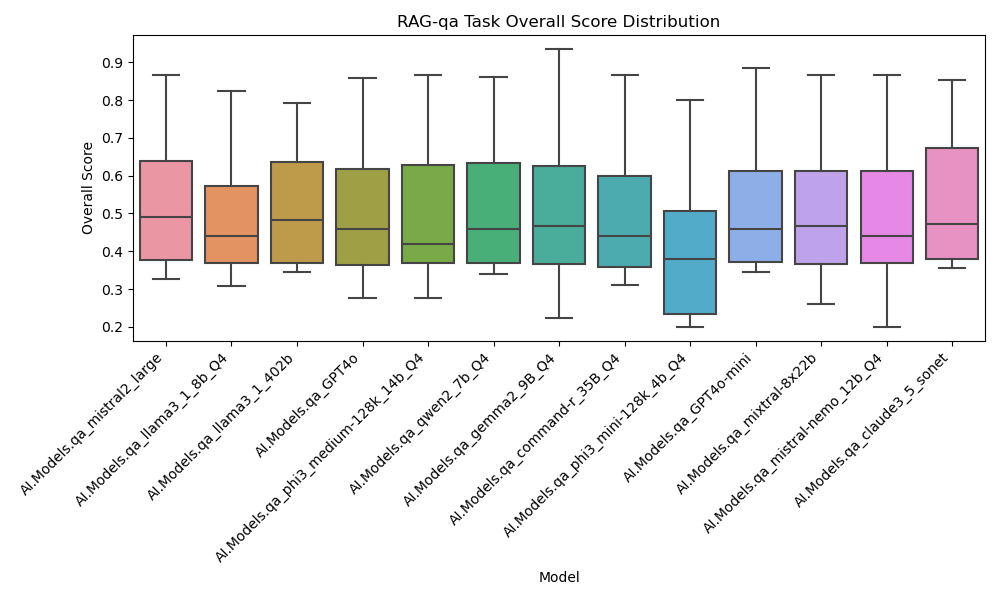 RAG-qa Task Overall Score Distribution
Overall Score
0.9
0.8
0.7
0.6
0.5
0.4
0.3
0.2
AI.Models.qa_mistral2_large
AI.Models.qa_llama3_1_8b_Q4
AI.Models.qa_llama3_1_402b
AI.Models.qa_GPT4o
AI.Models.qa_phi3_medium-128k_14b_Q4
AI.Models.qa_qwen2_7b_Q4
AI.Models.qa_gemma2_9B_Q4
AI.Models.qa_command-r_35B_Q4
AI.Models.qa_phi3_mini-128k_4b_Q4
AI.Models.qa_GPT4o-mini
AI.Models.qa_mixtral-8x22b
AI.Models.qa_mistral-nemo_12b_Q4
AI.Models.qa_claude3_5_sonet
Model